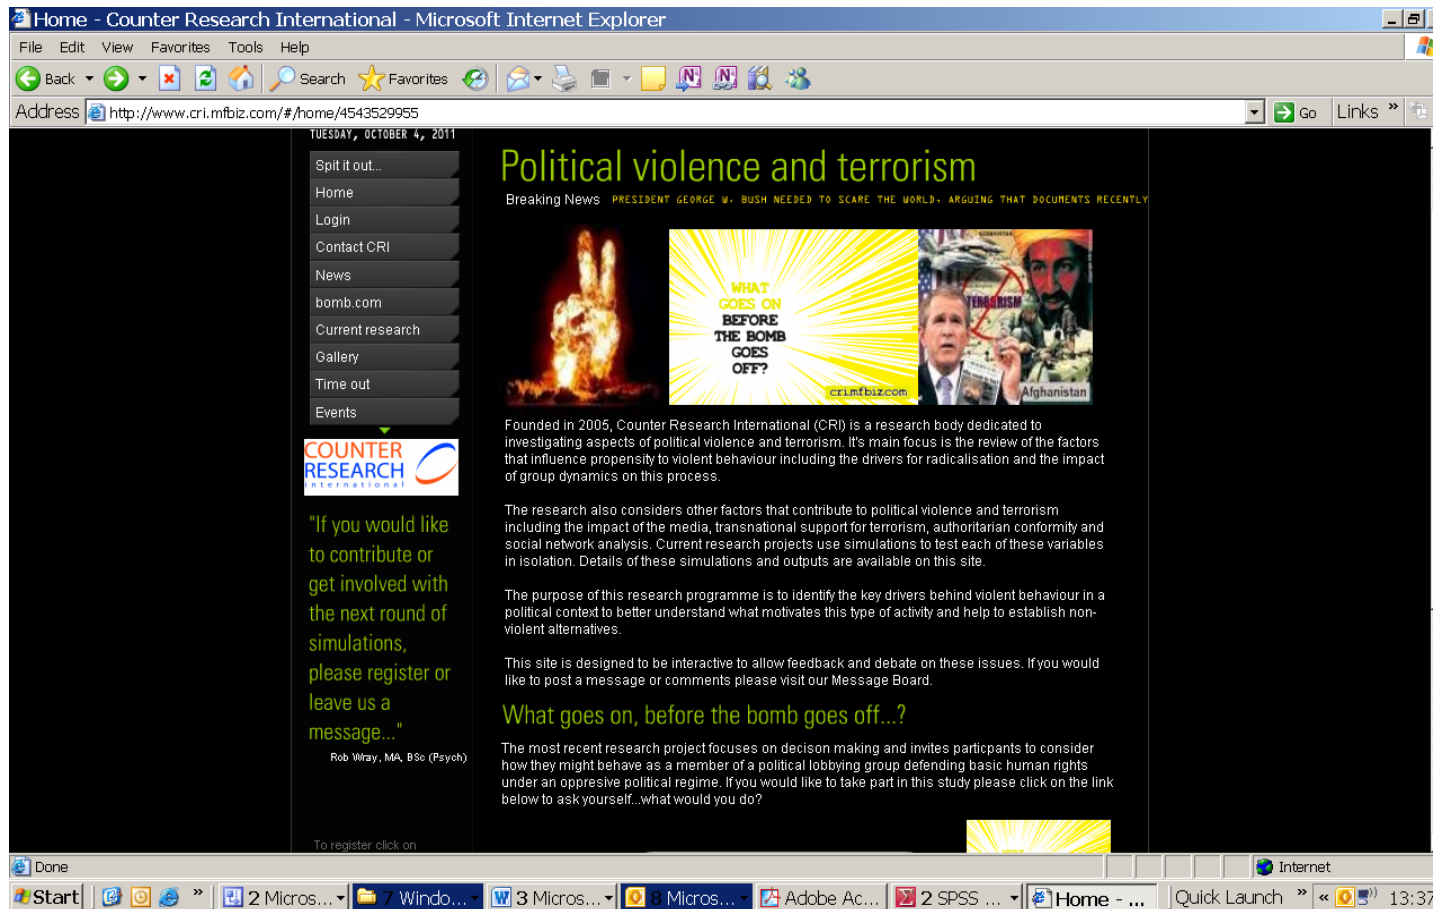 Home - Counter Research International - Microsoft Internet Explorer
File Edit View Favorites Tools Help
Back Search Favorites
Address http://www.cri.mfbiz.com/#/home/4543529955 Go Links »
TUESDAY, OCTOBER 4, 2011
Spit it out...
Home
Login
Contact CRI
News
bomb.com
Current research
Gallery
Time out
Events
COUNTER
RESEARCH
international
"If you would like
to contribute or
get involved with
the next round of
simulations,
please register or
leave us a
message..."
Rob Wray, MA, BSc (Psych)
To register click on
Political violence and terrorism
Breaking News PRESIDENT GEORGE W. BUSH NEEDED TO SCARE THE WORLD, ARGUING THAT DOCUMENTS RECENTLY
WHAT
GOES ON
BEFORE
THE BOMB
GOES
OFF?
cri.mfbiz.com
TERRORISM
Afghanistan
Founded in 2005, Counter Research International (CRI) is a research body dedicated to
investigating aspects of political violence and terrorism. It's main focus is the review of the factors
that influence propensity to violent behaviour including the drivers for radicalisation and the impact
of group dynamics on this process.
The research also considers other factors that contribute to political violence and terrorism
including the impact of the media, transnational support for terrorism, authoritarian conformity and
social network analysis. Current research projects use simulations to test each of these variables
in isolation. Details of these simulations and outputs are available on this site.
The purpose of this research programme is to identify the key drivers behind violent behaviour in a
political context to better understand what motivates this type of activity and help to establish non-
violent alternatives.
This site is designed to be interactive to allow feedback and debate on these issues. If you would
like to post a message or comments please visit our Message Board.
What goes on, before the bomb goes off...?
The most recent research project focuses on decison making and invites particpants to consider
how they might behave as a member of a political lobbying group defending basic human rights
under an oppresive political regime. If you would like to take part in this study please click on the link
below to ask yourself...what would you do?
Done Internet
Start » 2 Micros... 7 Windo... 3 Micros... 8 Micros... Adobe Ac... 2 SPSS ... Home - ... Quick Launch » « 13:37